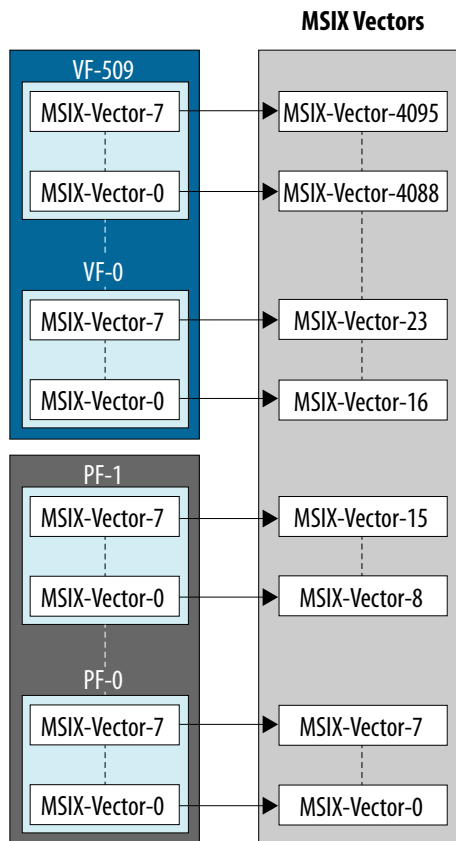 MSIX Vectors
VF-509
MSIX-Vector-7
MSIX-Vector-4095
MSIX-Vector-0
MSIX-Vector-4088
VF-0
MSIX-Vector-7
MSIX-Vector-23
MSIX-Vector-0
MSIX-Vector-16
PF-1
MSIX-Vector-7
MSIX-Vector-15
MSIX-Vector-0
MSIX-Vector-8
PF-0
MSIX-Vector-7
MSIX-Vector-7
MSIX-Vector-0
MSIX-Vector-0